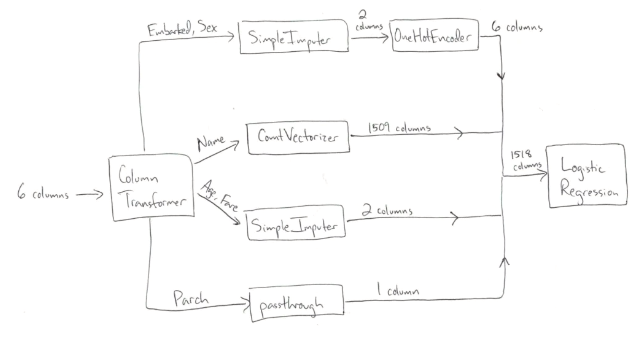 Embarked, Sex
SimpleImputer
2
columns
OneHotEncoder
6 columns
Name
CountVectorizer
1509 columns
6 columns
Column
Transformer
1518
columns
Logistic
Regression
Age, Fare
SimpleImputer
2 columns
Parch
passthrough
1 column